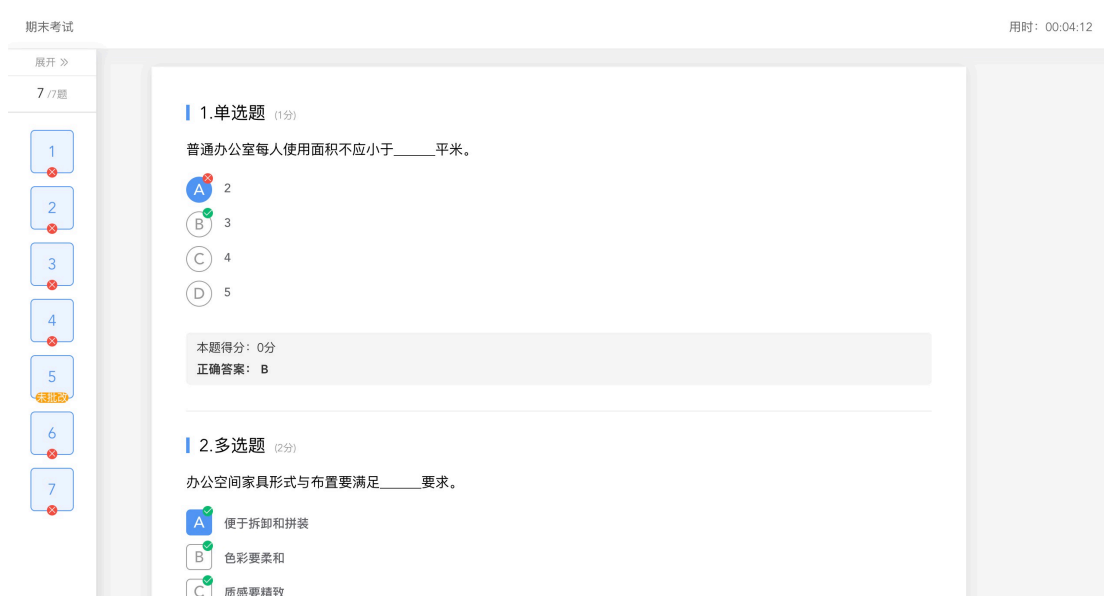 期末考试
用时：00:04:12
展开 »
7 /7题
1
2
3
4
5
未批改
6
7
1.单选题 (1分)
普通办公室每人使用面积不应小于______平米。
A 2
B 3
C 4
D 5
本题得分：0分
正确答案： B
2.多选题 (2分)
办公空间家具形式与布置要满足______要求。
A 便于拆卸和拼装
B 色彩要柔和
C 质感要精致